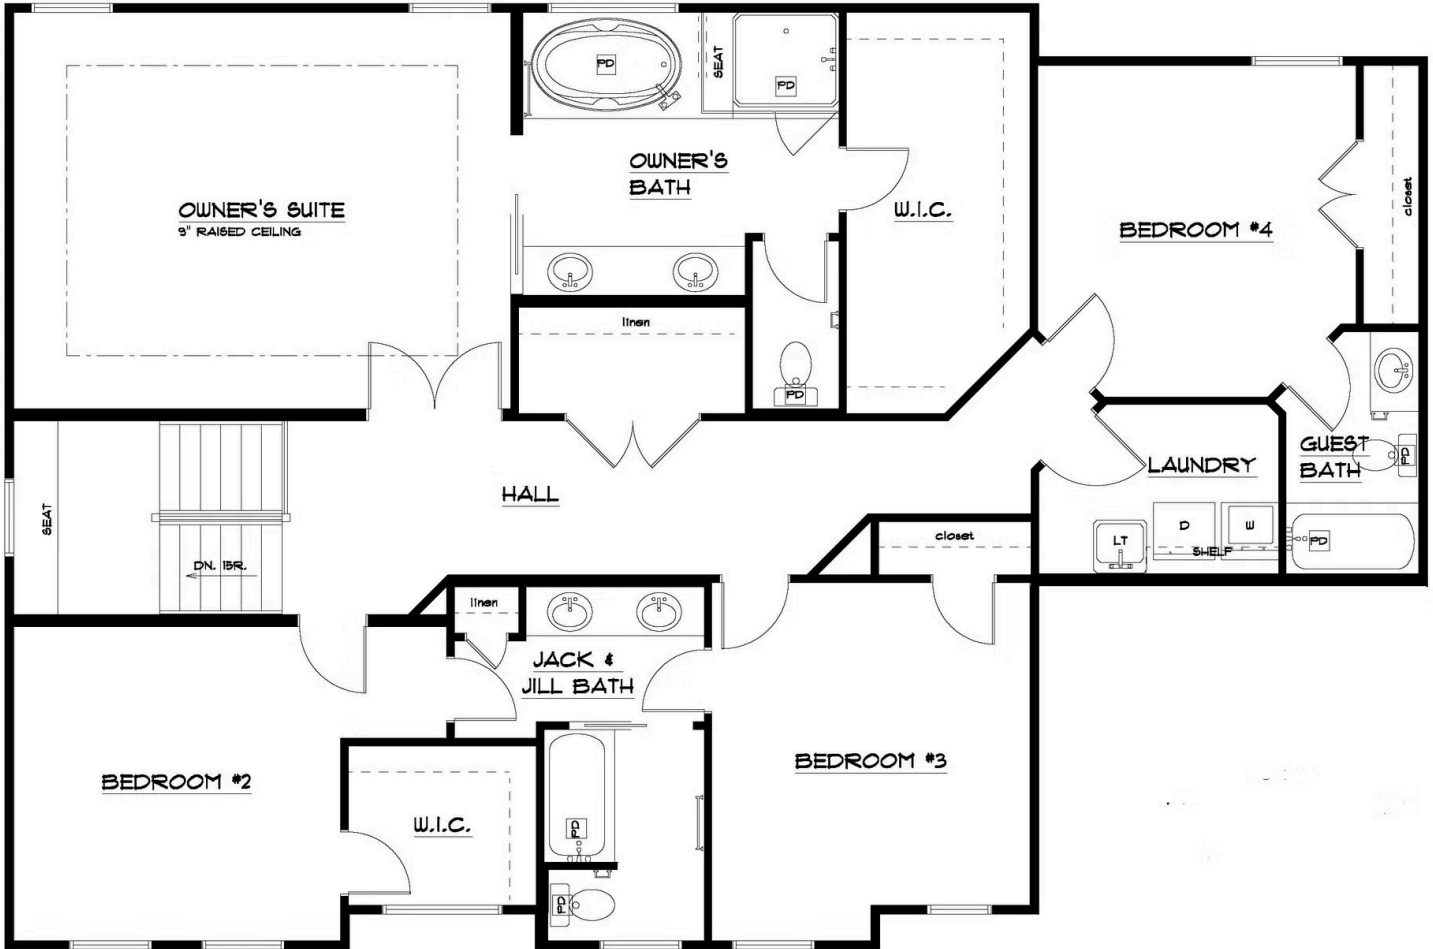 PD
SEAT
PD
OWNER'S
BATH
OWNER'S SUITE
9" RAISED CEILING
W.I.C.
BEDROOM #4
closet
linen
PD
GUEST
BATH
PD
LAUNDRY
HALL
SEAT
DN. 15R.
closet
LT
D
W
SHELF
PD
linen
JACK &
JILL BATH
BEDROOM #2
W.I.C.
BEDROOM #3
PD
PD